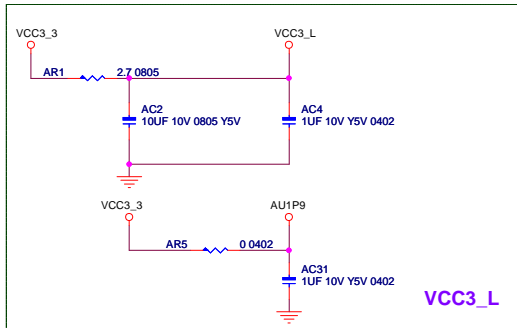 VCC3_3 VCC3_L
AR1 2.7 0805
AC2 AC4
10UF 10V 0805 Y5V 1UF 10V Y5V 0402
VCC3_3 AU1P9
AR5 0 0402
AC31
1UF 10V Y5V 0402
VCC3_L